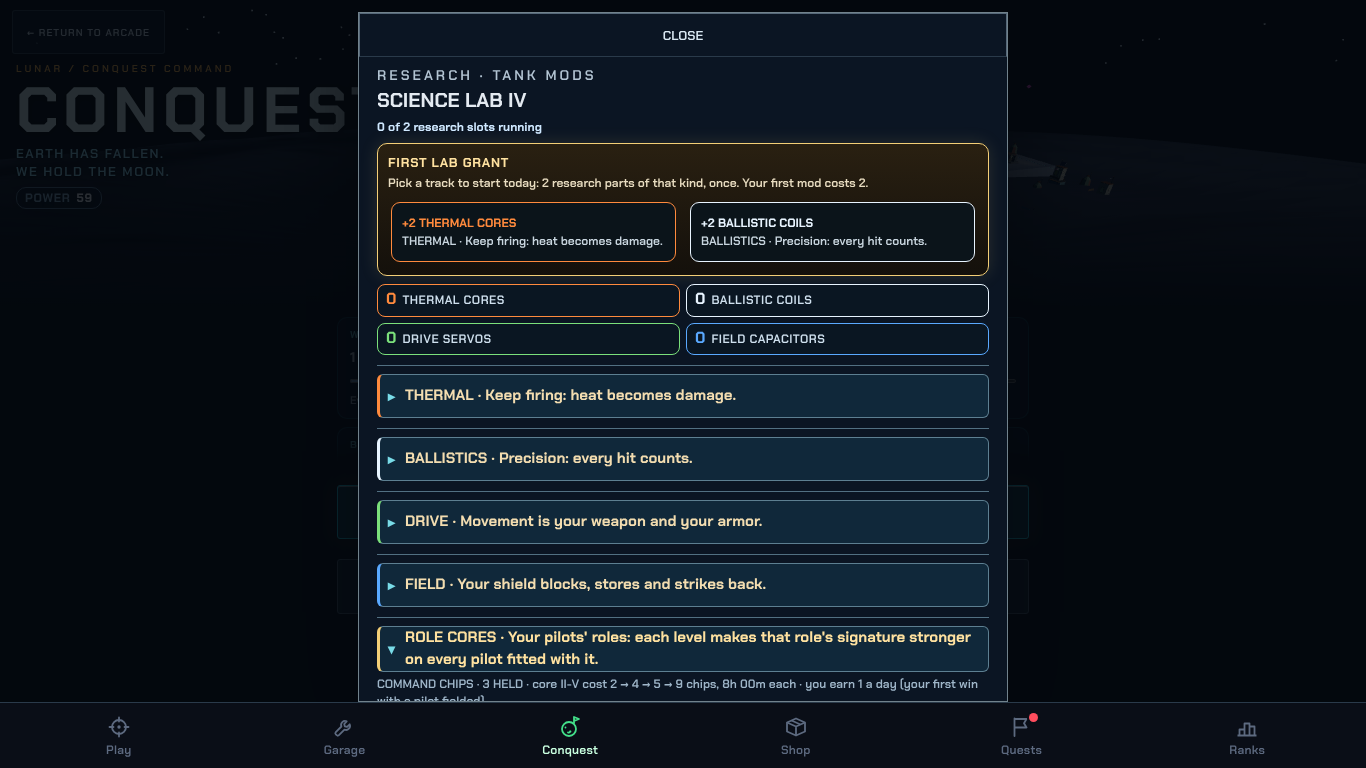 CLOSE
← RETURN TO ARCADE
LUNAR / CONQUEST COMMAND
CONQUEST
EARTH HAS FALLEN.
WE HOLD THE MOON.
POWER 59
RESEARCH · TANK MODS
SCIENCE LAB IV
0 of 2 research slots running
FIRST LAB GRANT
Pick a track to start today: 2 research parts of that kind, once. Your first mod costs 2.
+2 THERMAL CORES
THERMAL · Keep firing: heat becomes damage.
+2 BALLISTIC COILS
BALLISTICS · Precision: every hit counts.
0 THERMAL CORES
0 BALLISTIC COILS
0 DRIVE SERVOS
0 FIELD CAPACITORS
▶ THERMAL · Keep firing: heat becomes damage.
▶ BALLISTICS · Precision: every hit counts.
▶ DRIVE · Movement is your weapon and your armor.
▶ FIELD · Your shield blocks, stores and strikes back.
▼ ROLE CORES · Your pilots' roles: each level makes that role's signature stronger
on every pilot fitted with it.
COMMAND CHIPS · 3 HELD · core II-V cost 2 → 4 → 5 → 9 chips, 8h 00m each · you earn 1 a day (your first win
with a pilot fielded)
Play
Garage
Conquest
Shop
Quests
Ranks